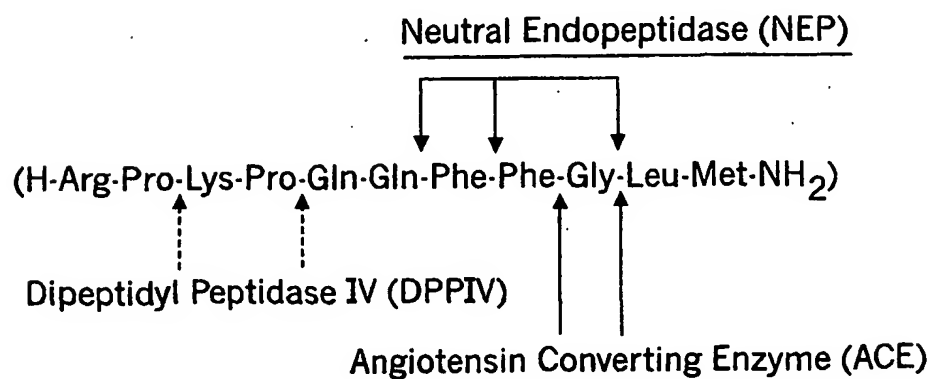 Neutral Endopeptidase (NEP)
(H-Arg-Pro-Lys-Pro-Gln-Gln-Phe-Phe-Gly-Leu-Met-NH2)
Dipeptidyl Peptidase IV (DPPIV)
Angiotensin Converting Enzyme (ACE)